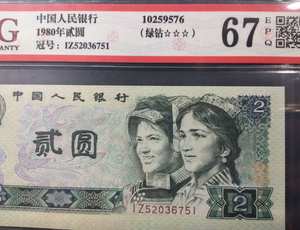 G
ANTY
中国人民银行 10259576
1980年贰圆 (绿钻☆☆☆)
冠号: IZ52036751
67 EPQ
中国人民银行
2
贰圆
IZ52036751
2